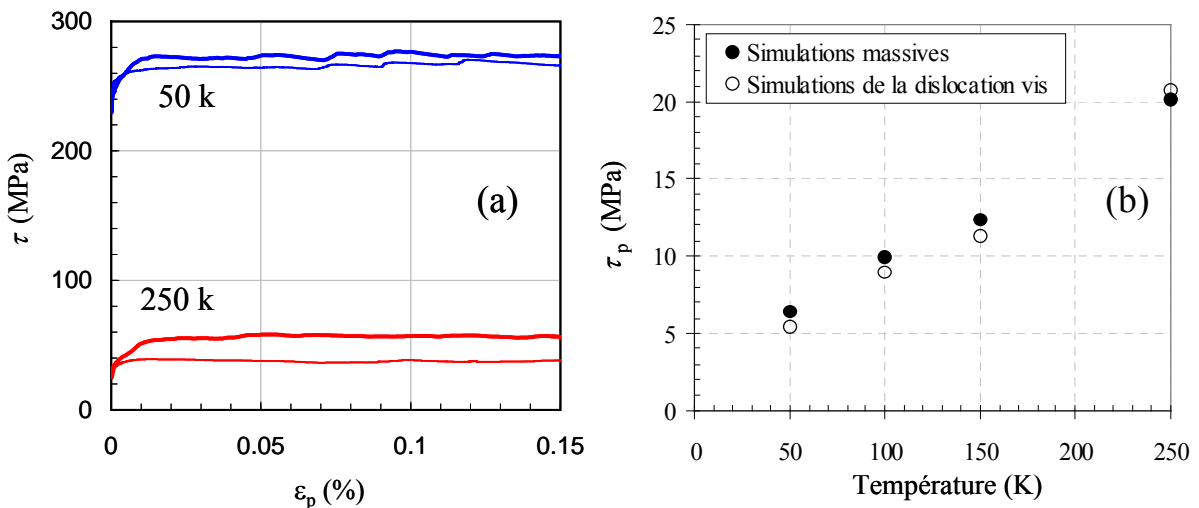 300
200
100
0
τ (MPa)
50 k
250 k
(a)
0
0.05
0.1
0.15
εp (%)
25
20
15
10
5
0
τp (MPa)
Simulations massives
Simulations de la dislocation vis
(b)
0
50
100
150
200
250
Température (K)